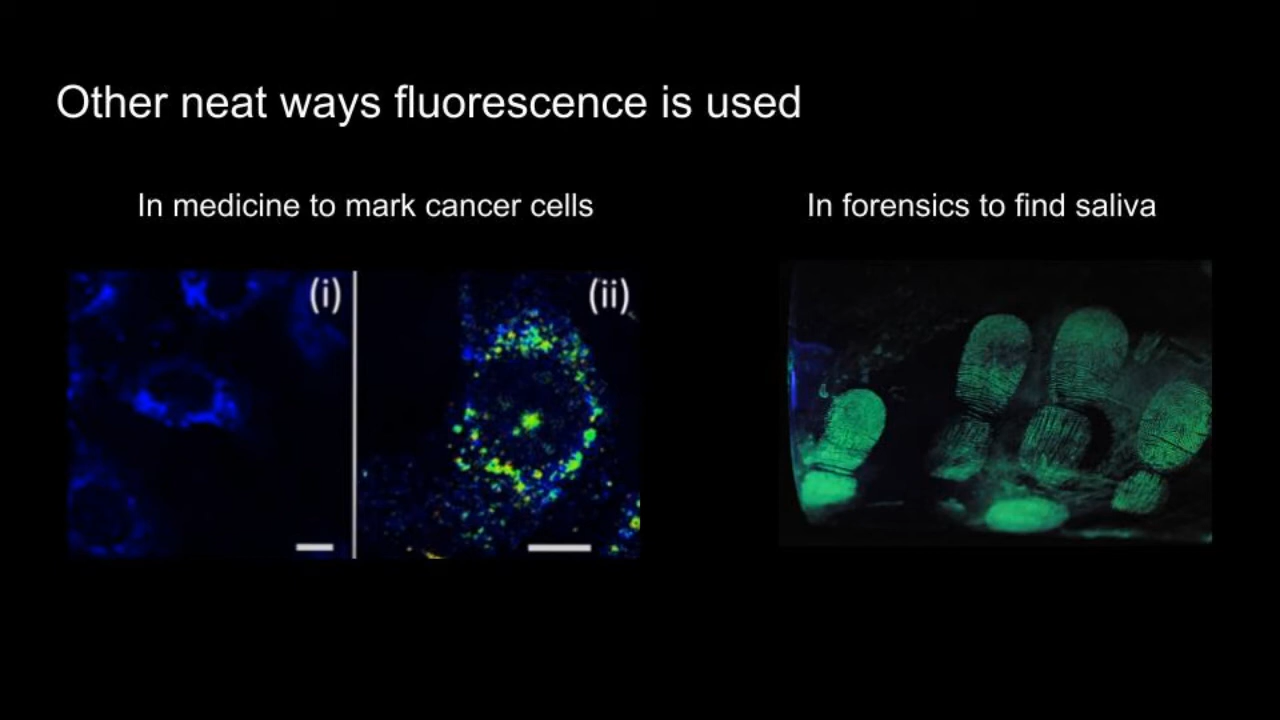 Other neat ways fluorescence is used
In medicine to mark cancer cells
In forensics to find saliva
(i)
(ii)